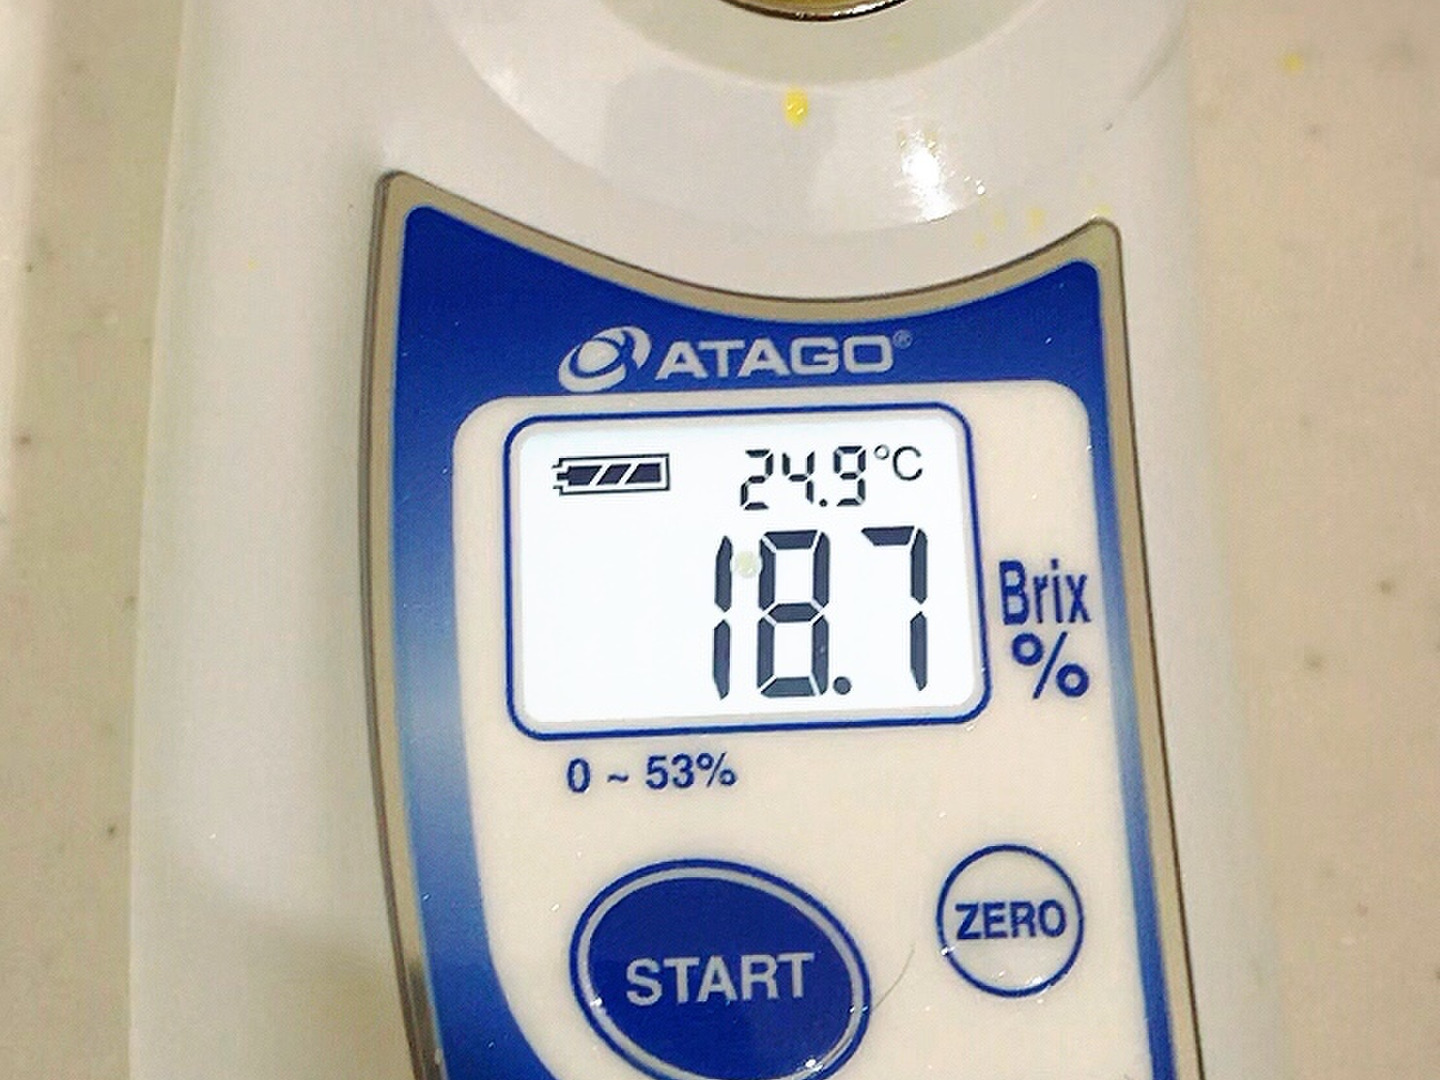 ATAGO®
24.9°C
18.7
Brix
%
0 ~ 53%
START
ZERO